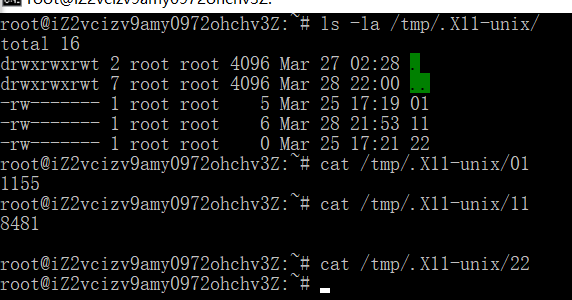 root@iZ2vcizv9amy0972ohchv3Z:
root@iZ2vcizv9amy0972ohchv3Z:~# ls -la /tmp/.X11-unix/
total 16
drwxrwxrwt 2 root root 4096 Mar 27 02:28 .
drwxrwxrwt 7 root root 4096 Mar 28 22:00 ..
-rw------- 1 root root    5 Mar 25 17:19 01
-rw------- 1 root root    6 Mar 28 21:53 11
-rw------- 1 root root    0 Mar 25 17:21 22
root@iZ2vcizv9amy0972ohchv3Z:~# cat /tmp/.X11-unix/01
1155
root@iZ2vcizv9amy0972ohchv3Z:~# cat /tmp/.X11-unix/11
8481
root@iZ2vcizv9amy0972ohchv3Z:~# cat /tmp/.X11-unix/22
root@iZ2vcizv9amy0972ohchv3Z:~#